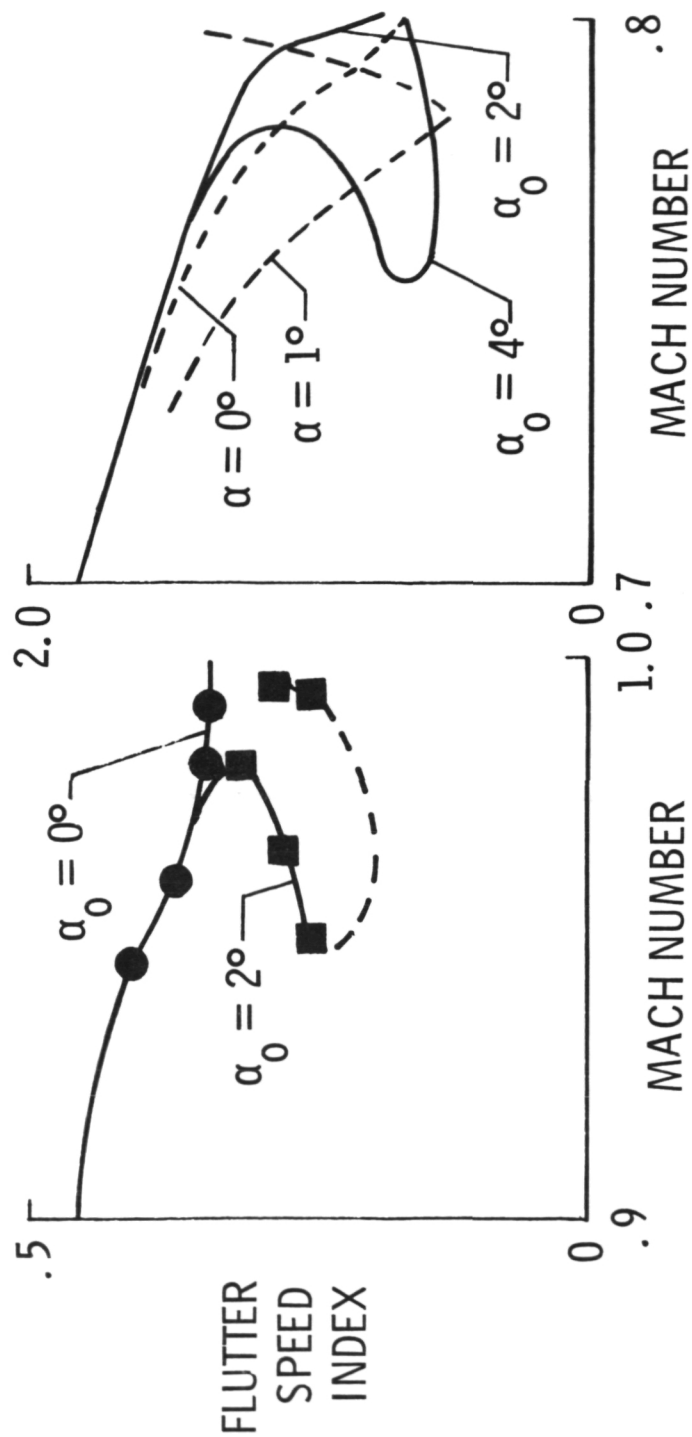 FLUTTER
SPEED
INDEX
.5
0
.9
1.0
MACH NUMBER
α₀ = 0°
α₀ = 2°
2.0
0
.7
.8
MACH NUMBER
α = 0°
α = 1°
α₀ = 4°
α₀ = 2°